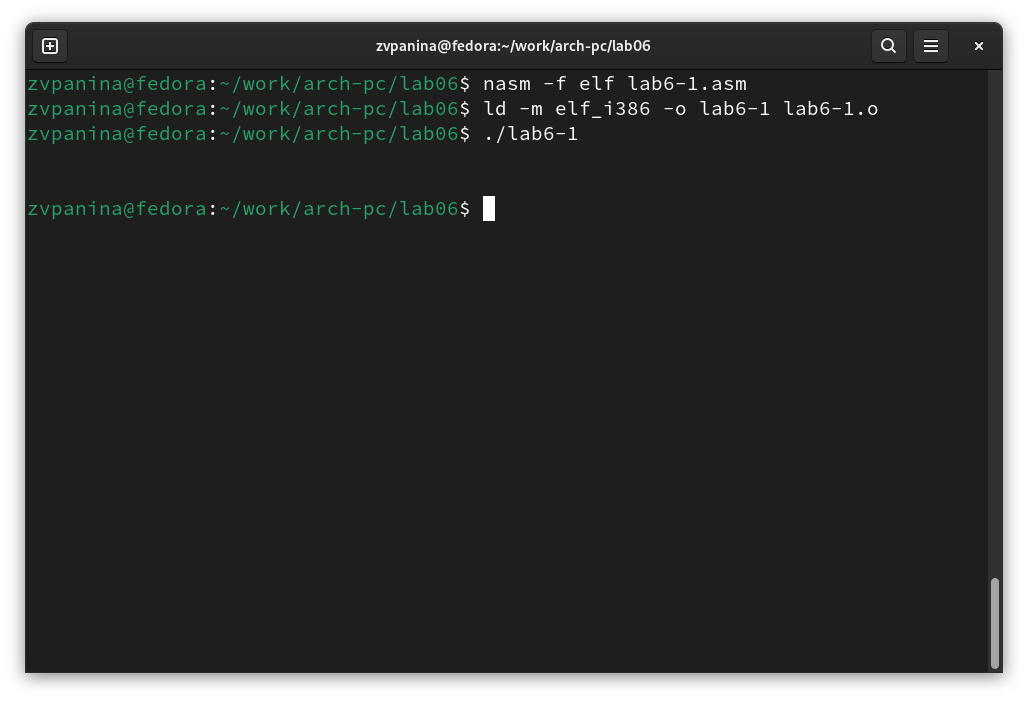 zvpanina@fedora:~/work/arch-pc/lab06
zvpanina@fedora:~/work/arch-pc/lab06$ nasm -f elf lab6-1.asm
zvpanina@fedora:~/work/arch-pc/lab06$ ld -m elf_i386 -o lab6-1 lab6-1.o
zvpanina@fedora:~/work/arch-pc/lab06$ ./lab6-1
zvpanina@fedora:~/work/arch-pc/lab06$